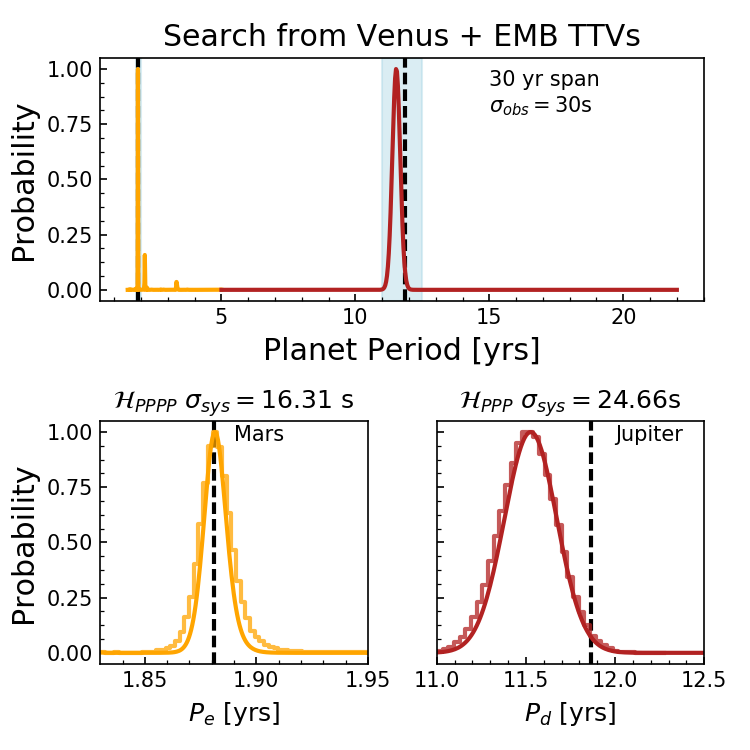 Search from Venus + EMB TTVs
1.00
0.75
0.50
0.25
0.00
Probability
30 yr span
σ_obs = 30s
5 10 15 20
Planet Period [yrs]
ℋ_PPPP σ_sys = 16.31 s
1.00
0.75
0.50
0.25
0.00
Probability
Mars
1.85 1.90 1.95
P_e [yrs]
ℋ_PPP σ_sys = 24.66s
Jupiter
11.0 11.5 12.0 12.5
P_d [yrs]